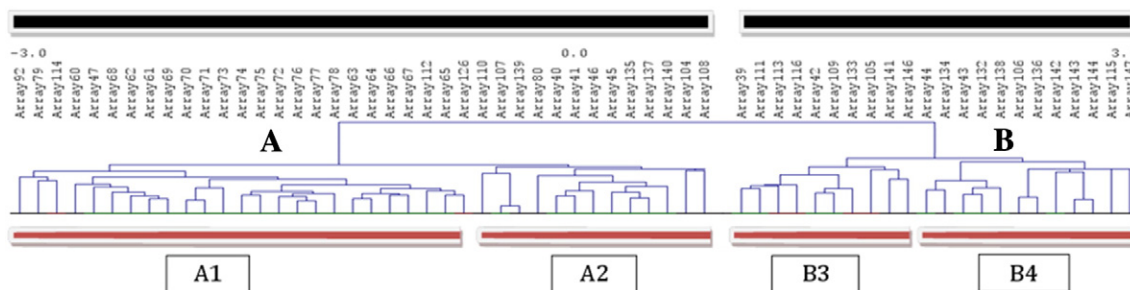 -3.0 0.0 3.
Array92 Array79 Array114 Array60 Array47 Array68 Array62 Array61 Array69 Array70 Array71 Array73 Array74 Array75 Array72 Array76 Array77 Array78 Array63 Array64 Array66 Array67 Array112 Array65 Array126 Array110 Array107 Array139 Array80 Array40 Array41 Array46 Array45 Array135 Array137 Array140 Array104 Array108 Array39 Array111 Array113 Array116 Array42 Array109 Array133 Array105 Array141 Array146 Array44 Array134 Array43 Array132 Array138 Array106 Array136 Array142 Array143 Array144 Array115
A B
A1 A2 B3 B4